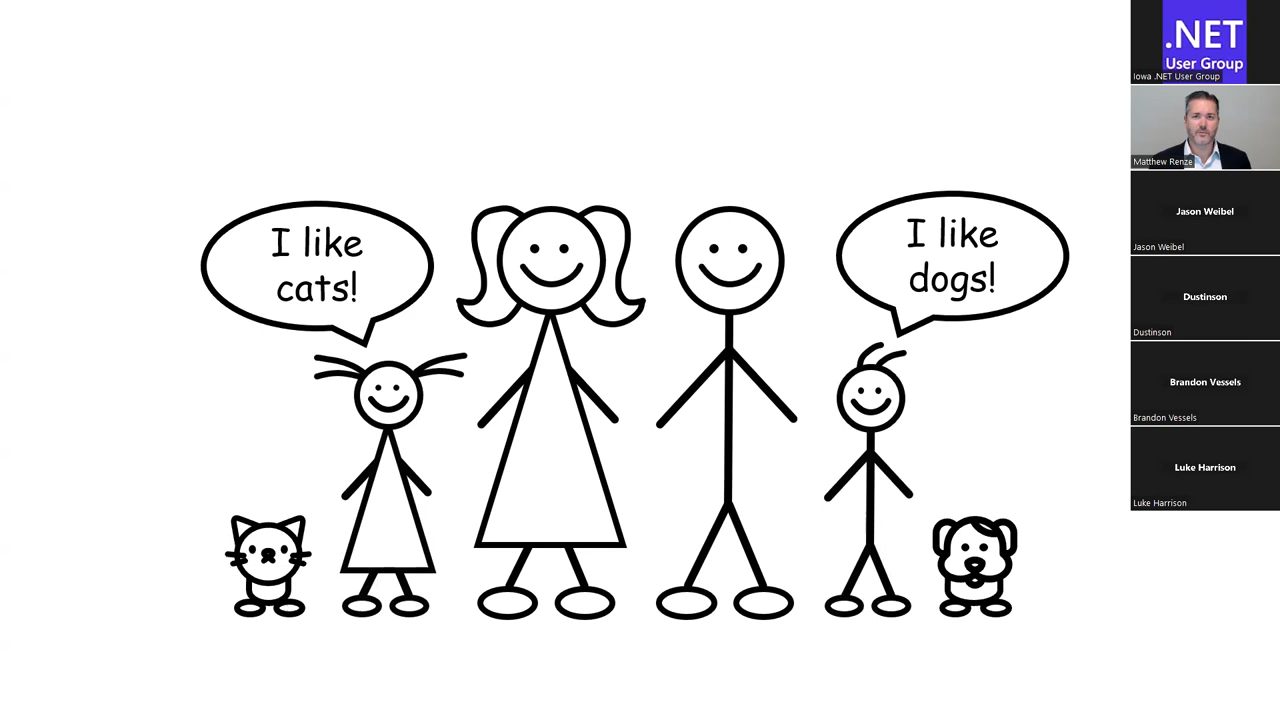 I like
cats!
I like
dogs!
.NET
User Group
Iowa .NET User Group
Matthew Renze
Jason Weibel
Jason Weibel
Dustinson
Dustinson
Brandon Vessels
Brandon Vessels
Luke Harrison
Luke Harrison